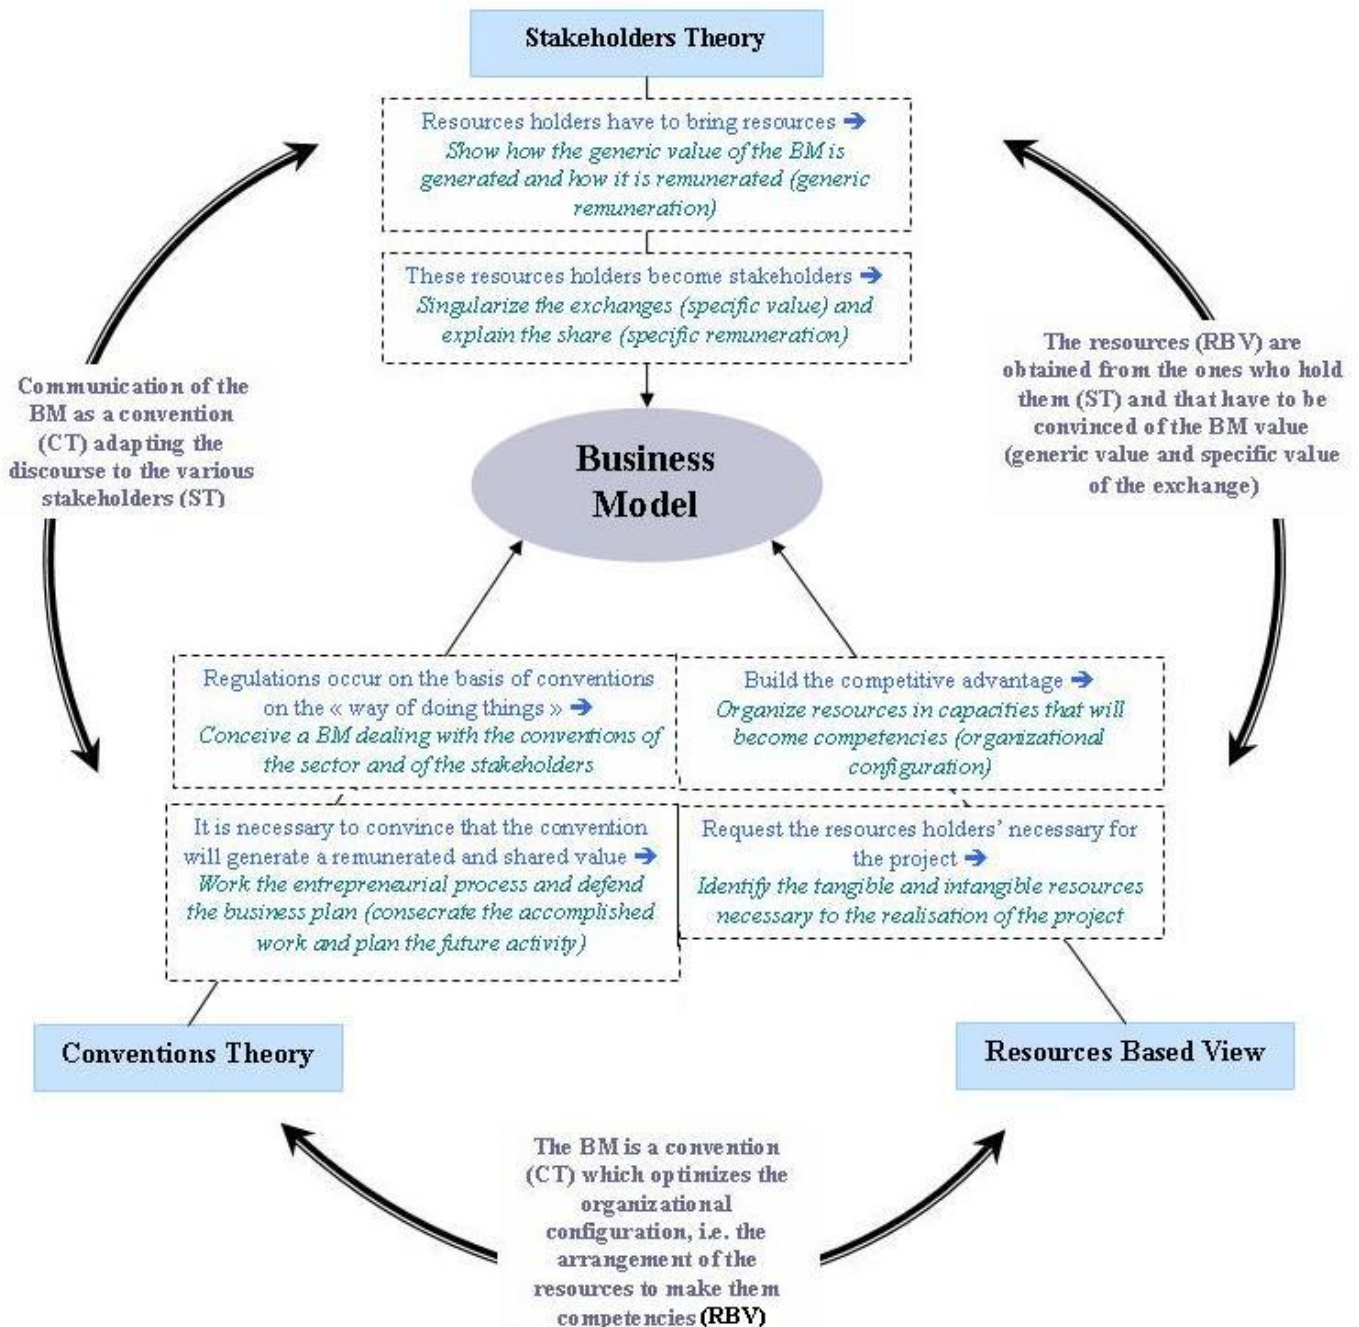 Stakeholders Theory
Resources holders have to bring resources ➔
Show how the generic value of the BM is
generated and how it is remunerated (generic
remuneration)
These resources holders become stakeholders ➔
Singularize the exchanges (specific value) and
explain the share (specific remuneration)
Communication of the
BM as a convention
(CT) adapting the
discourse to the various
stakeholders (ST)
Business
Model
The resources (RBV) are
obtained from the ones who hold
them (ST) and that have to be
convinced of the BM value
(generic value and specific value
of the exchange)
Regulations occur on the basis of conventions
on the « way of doing things » ➔
Conceive a BM dealing with the conventions of
the sector and of the stakeholders
It is necessary to convince that the convention
will generate a remunerated and shared value ➔
Work the entrepreneurial process and defend
the business plan (consecrate the accomplished
work and plan the future activity)
Build the competitive advantage ➔
Organize resources in capacities that will
become competencies (organizational
configuration)
Request the resources holders’ necessary for
the project ➔
Identify the tangible and intangible resources
necessary to the realisation of the project
Conventions Theory
Resources Based View
The BM is a convention
(CT) which optimizes the
organizational
configuration, i.e. the
arrangement of the
resources to make them
competencies (RBV)